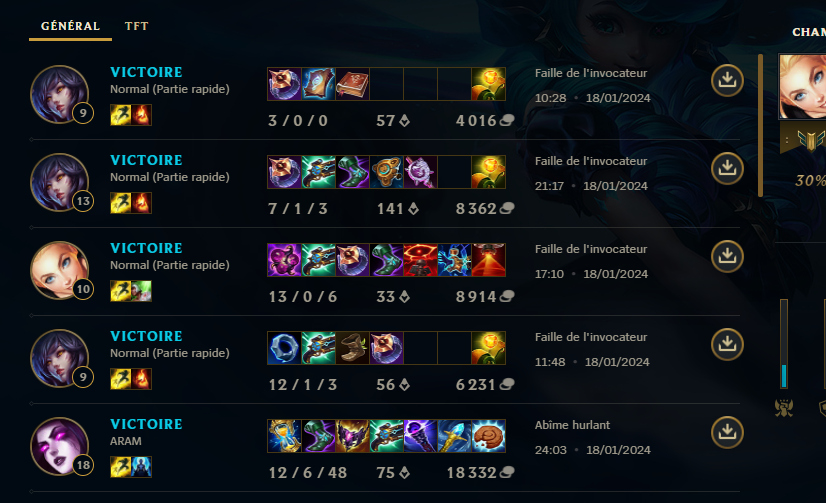 GÉNÉRAL TFT
CHAM
VICTOIRE
Normal (Partie rapide)
9
3 / 0 / 0 57 4 016
Faille de l'invocateur
10:28 • 18/01/2024
VICTOIRE
Normal (Partie rapide)
13
7 / 1 / 3 141 8 362
Faille de l'invocateur
21:17 • 18/01/2024
30%
VICTOIRE
Normal (Partie rapide)
10
13 / 0 / 6 33 8 914
Faille de l'invocateur
17:10 • 18/01/2024
VICTOIRE
Normal (Partie rapide)
9
12 / 1 / 3 56 6 231
Faille de l'invocateur
11:48 • 18/01/2024
VICTOIRE
ARAM
18
12 / 6 / 48 75 18 332
Abîme hurlant
24:03 • 18/01/2024